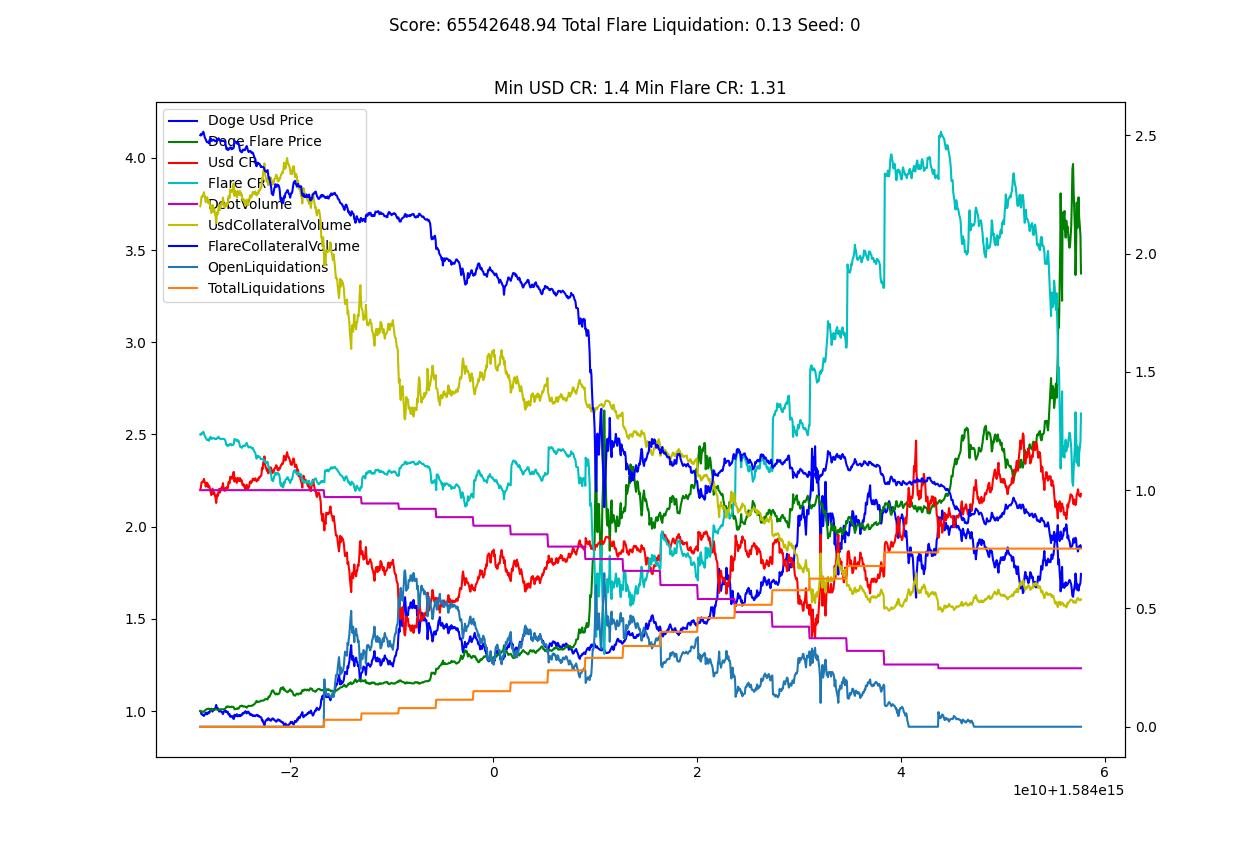 Score: 65542648.94 Total Flare Liquidation: 0.13 Seed: 0
Min USD CR: 1.4 Min Flare CR: 1.31
Doge Usd Price
Doge Flare Price
Usd CR
Flare CR
DebtVolume
UsdCollateralVolume
FlareCollateralVolume
OpenLiquidations
TotalLiquidations
4.0
3.5
3.0
2.5
2.0
1.5
1.0
2.5
2.0
1.5
1.0
0.5
0.0
−2 0 2 4 6
1e10+1.584e15